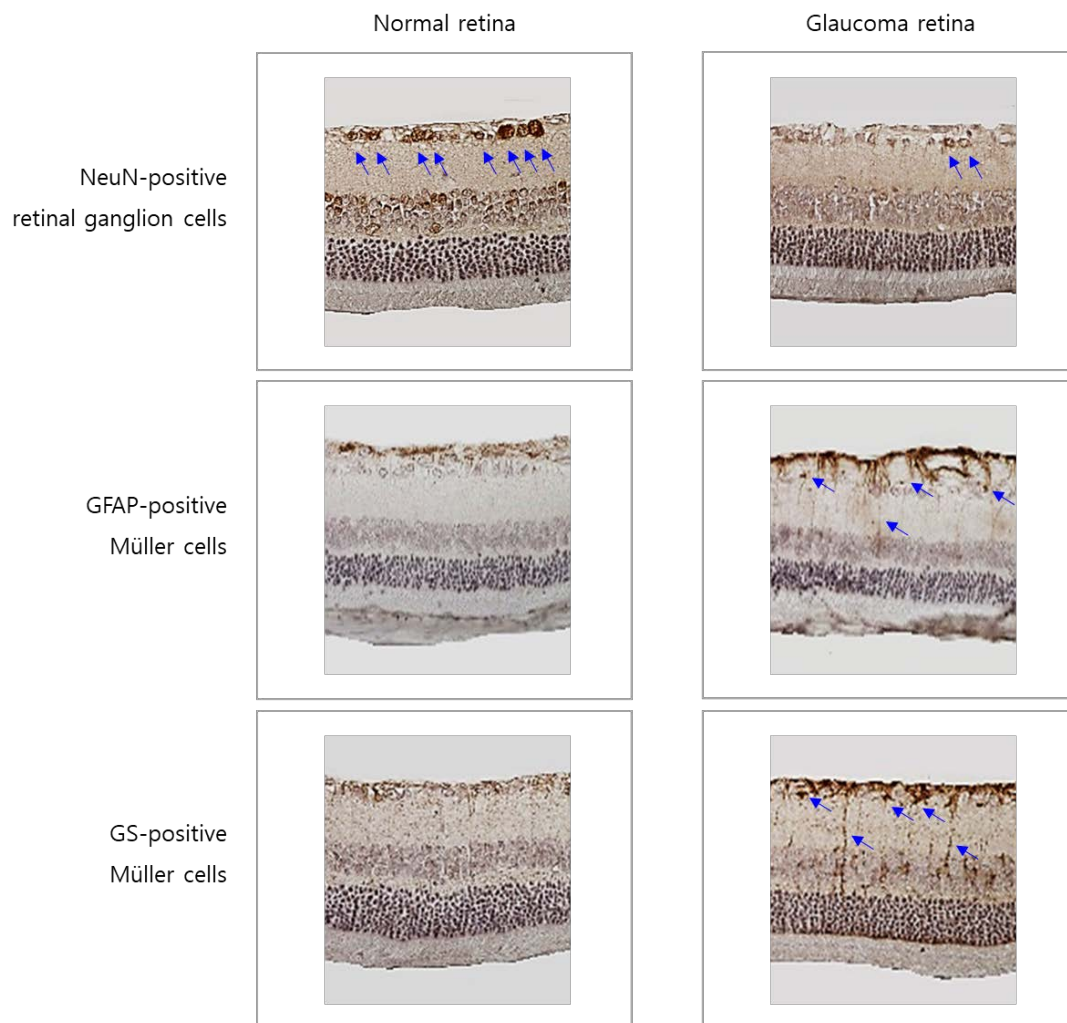 Normal retina
Glaucoma retina
NeuN-positive
retinal ganglion cells
GFAP-positive
Müller cells
GS-positive
Müller cells